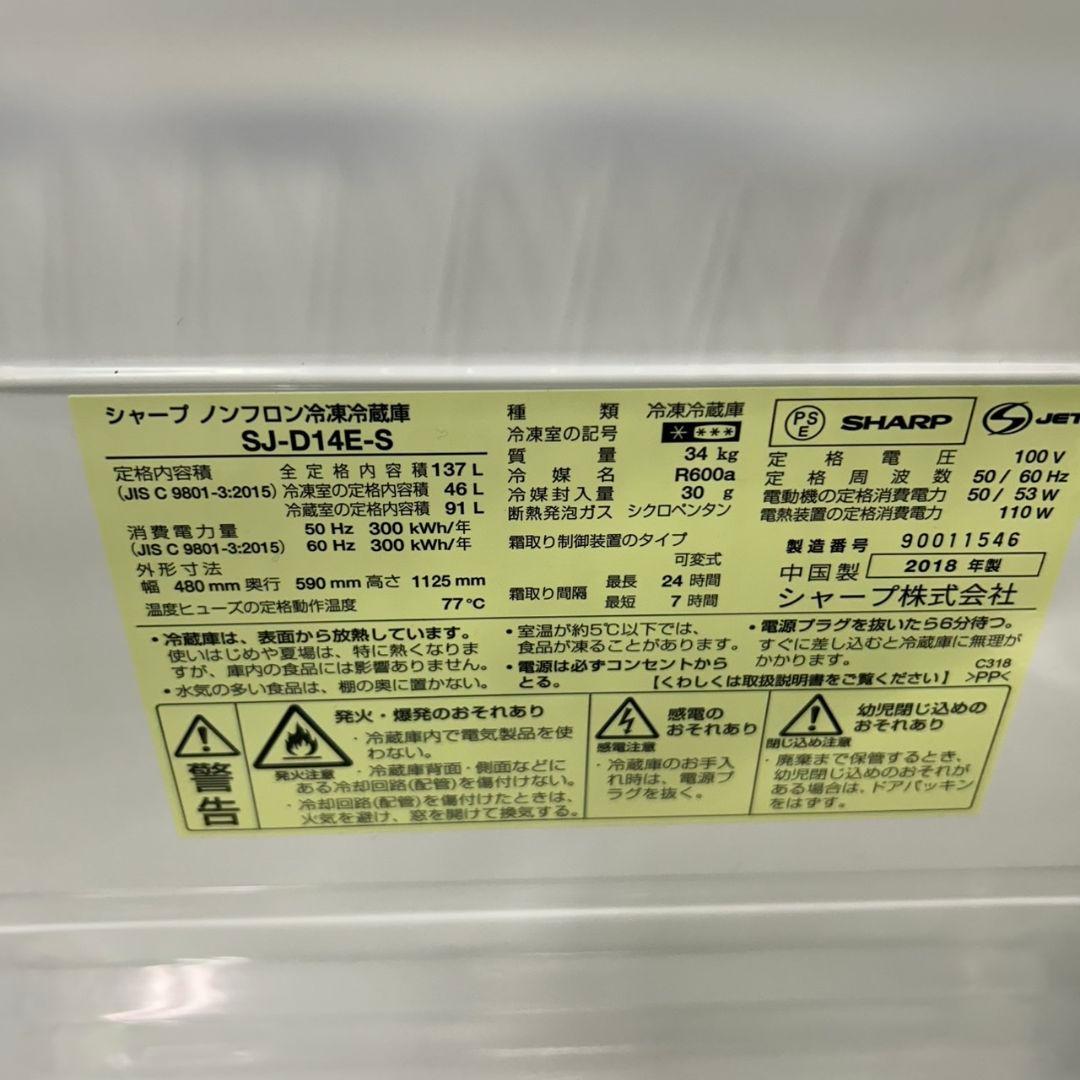 シャープ ノンフロン冷凍冷蔵庫
SJ-D14E-S
定格内容積 全定格内容積 137 L
(JIS C 9801-3:2015) 冷凍室の定格内容積 46 L
冷蔵室の定格内容積 91 L
消費電力量 50 Hz 300 kWh/年
(JIS C 9801-3:2015) 60 Hz 300 kWh/年
外形寸法
幅 480 mm 奥行 590 mm 高さ 1125 mm
温度ヒューズの定格動作温度 77℃
種類 冷凍冷蔵庫
冷凍室の記号 * ***
質量 34 kg
冷媒名 R600a
冷媒封入量 30 g
断熱発泡ガス シクロペンタン
霜取り制御装置のタイプ
可変式
霜取り間隔 最長 24 時間
最短 7 時間
PS
E
SHARP
S JET
定格電圧 100 V
定格周波数 50 / 60 Hz
電動機の定格消費電力 50 / 53 W
電熱装置の定格消費電力 110 W
製造番号 90011546
中国製 2018 年製
シャープ株式会社
・冷蔵庫は、表面から放熱しています。
使いはじめや夏場は、特に熱くなりま
すが、庫内の食品には影響ありません。
・水気の多い食品は、棚の奥に置かない。
・室温が約5℃以下では、
食品が凍ることがあります。
・電源は必ずコンセントから
とる。
・電源プラグを抜いたら6分待つ。
すぐに差し込むと冷蔵庫に無理が
かかります。
C318
【くわしくは取扱説明書をご覧ください】 >PP<
警告
発火・爆発のおそれあり
発火注意
・冷蔵庫内で電気製品を使
わない。
・冷蔵庫背面・側面などに
ある冷却回路(配管)を傷付けない。
・冷却回路(配管)を傷付けたときは、
火気を避け、窓を開けて換気する。
感電の
おそれあり
感電注意
・冷蔵庫のお手入
れ時は、電源プ
ラグを抜く。
幼児閉じ込めの
おそれあり
閉じ込め注意
・廃棄まで保管するとき、
幼児閉じ込めのおそれが
ある場合は、ドアパッキン
をはずす。